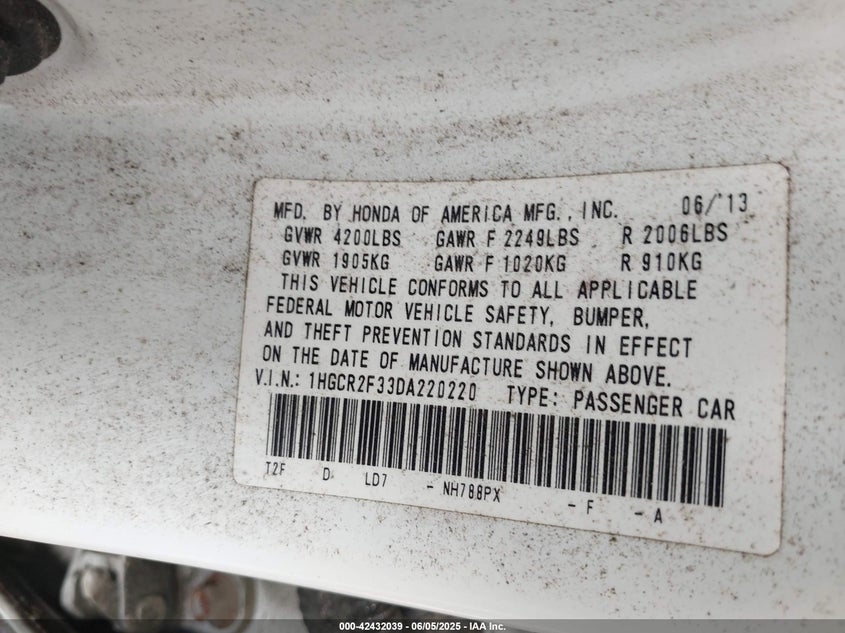 MFD. BY HONDA OF AMERICA MFG., INC. 06/'13
GVWR 4200LBS GAWR F 2249LBS R 2006LBS
GVWR 1905KG GAWR F 1020KG R 910KG
THIS VEHICLE CONFORMS TO ALL APPLICABLE
FEDERAL MOTOR VEHICLE SAFETY, BUMPER,
AND THEFT PREVENTION STANDARDS IN EFFECT
ON THE DATE OF MANUFACTURE SHOWN ABOVE.
V.I.N.: 1HGCR2F33DA220220 TYPE: PASSENGER CAR
T2F D LD7 - NH788PX - F - A
000-42432039 - 06/05/2025 - IAA Inc.